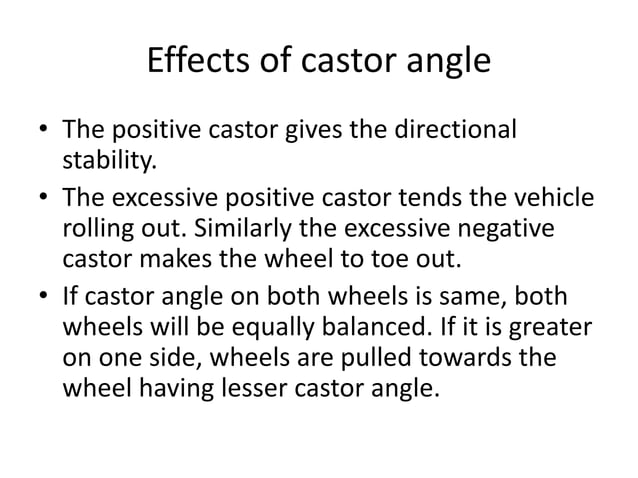 Effects of castor angle
• The positive castor gives the directional
stability.
• The excessive positive castor tends the vehicle
rolling out. Similarly the excessive negative
castor makes the wheel to toe out.
• If castor angle on both wheels is same, both
wheels will be equally balanced. If it is greater
on one side, wheels are pulled towards the
wheel having lesser castor angle.